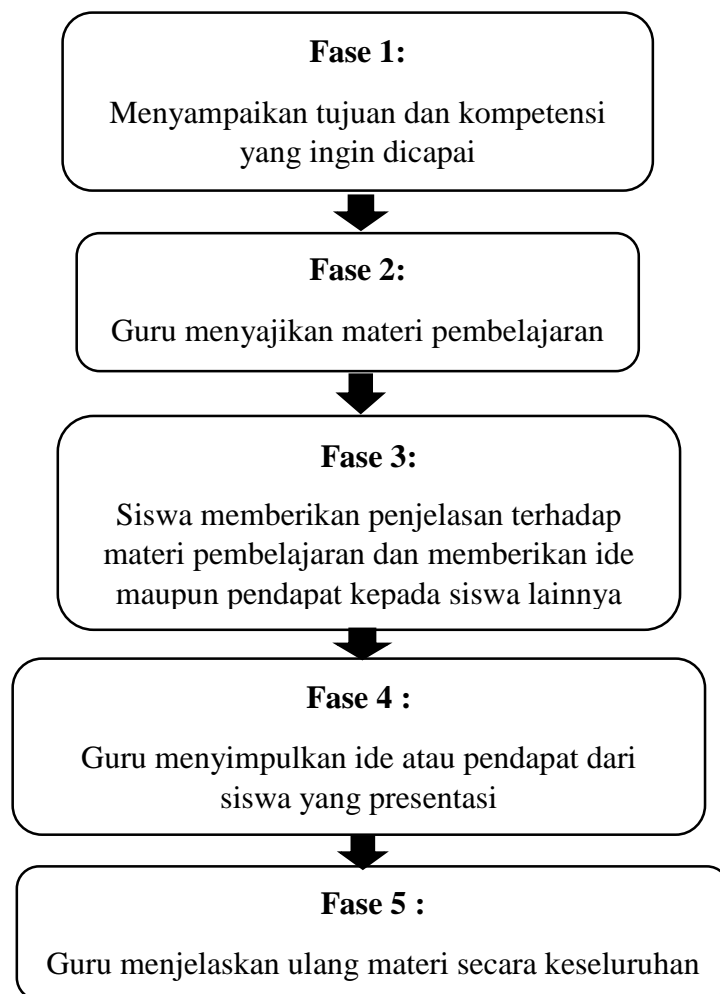 Fase 1:
Menyampaikan tujuan dan kompetensi
yang ingin dicapai
Fase 2:
Guru menyajikan materi pembelajaran
Fase 3:
Siswa memberikan penjelasan terhadap
materi pembelajaran dan memberikan ide
maupun pendapat kepada siswa lainnya
Fase 4 :
Guru menyimpulkan ide atau pendapat dari
siswa yang presentasi
Fase 5 :
Guru menjelaskan ulang materi secara keseluruhan